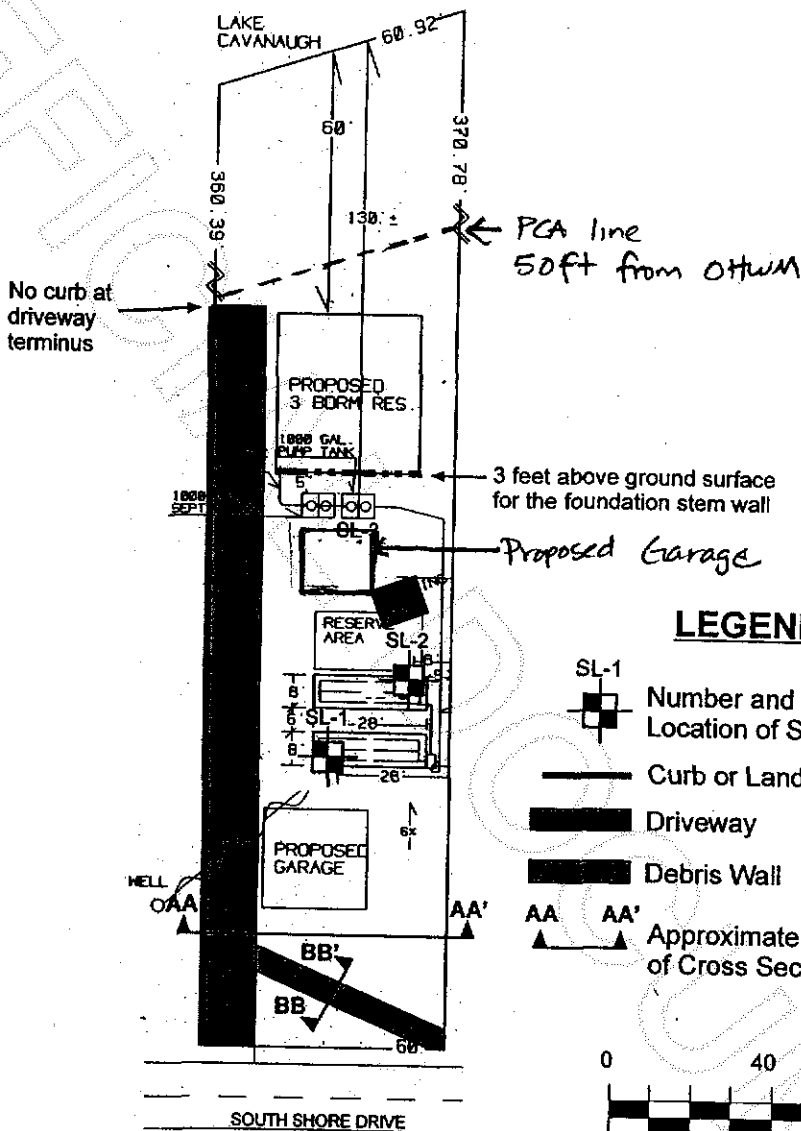 LAKE
CAVANAUGH
60.92'
60'
370.78'
360.39'
130'±
PCA line
50ft from OHWM
No curb at
driveway
terminus
PROPOSED
3 BDRM RES.
1000 GAL.
PUMP TANK
3 feet above ground surface
for the foundation stem wall
5'
1000
SEPT
Proposed Garage
RESERVE
AREA
SL-2
8
6
SL-1
28'
8
26'
6%
PROPOSED
GARAGE
WELL
AA
AA'
BB'
BB
60'
SOUTH SHORE DRIVE
LEGEN
SL-1
Number and
Location of S
Curb or Land
Driveway
Debris Wall
AA AA'
Approximate
of Cross Sec
0 40